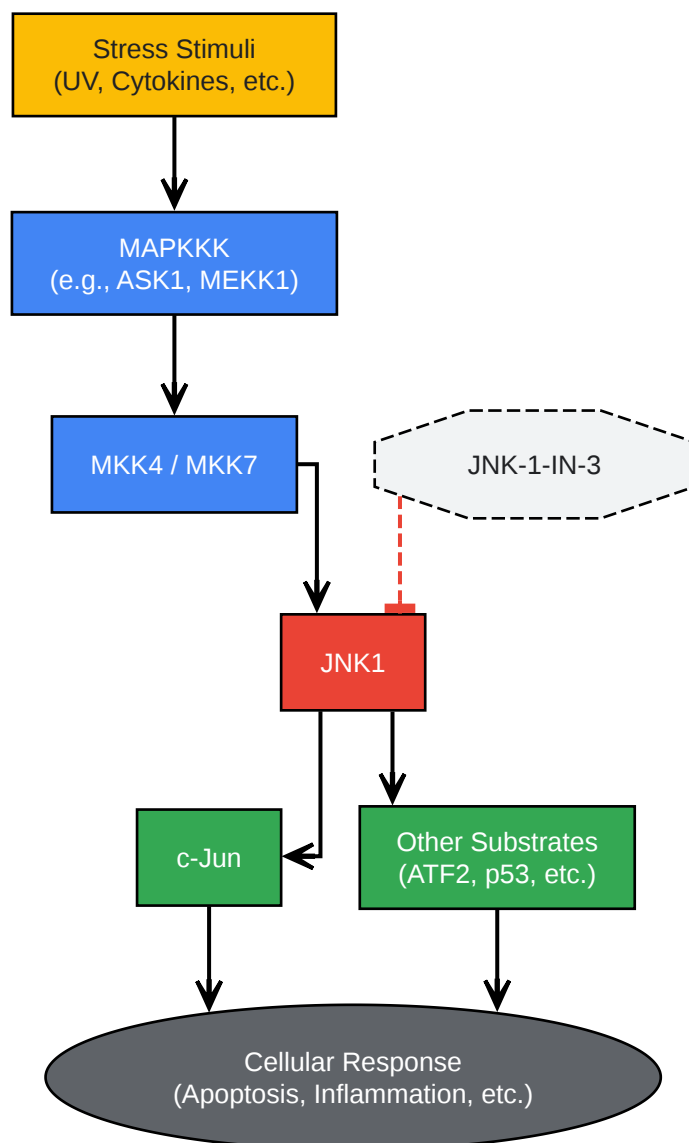 Stress Stimuli
(UV, Cytokines, etc.)
MAPKKK
(e.g., ASK1, MEKK1)
MKK4 / MKK7
JNK-1-IN-3
JNK1
c-Jun
Other Substrates
(ATF2, p53, etc.)
Cellular Response
(Apoptosis, Inflammation, etc.)